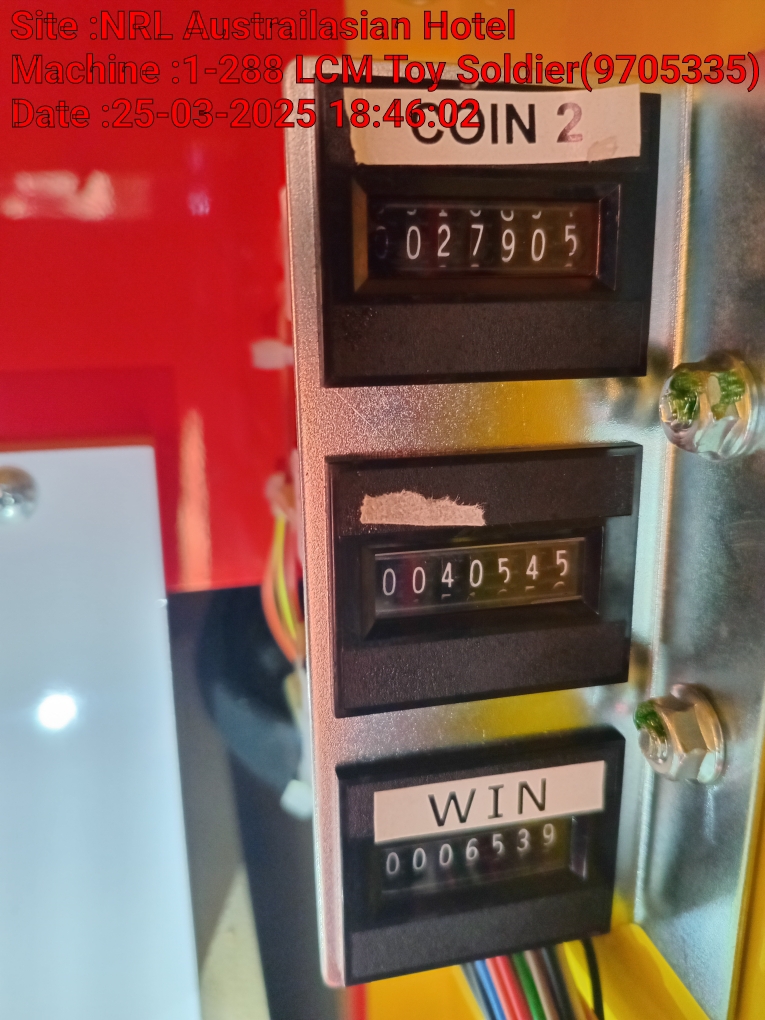 Site :NRL Austrailasian Hotel
Machine :1-288 LCM Toy Soldier(9705335)
Date :25-03-2025 18:46:02
COIN 2
0027905
0040545
WIN
0006539